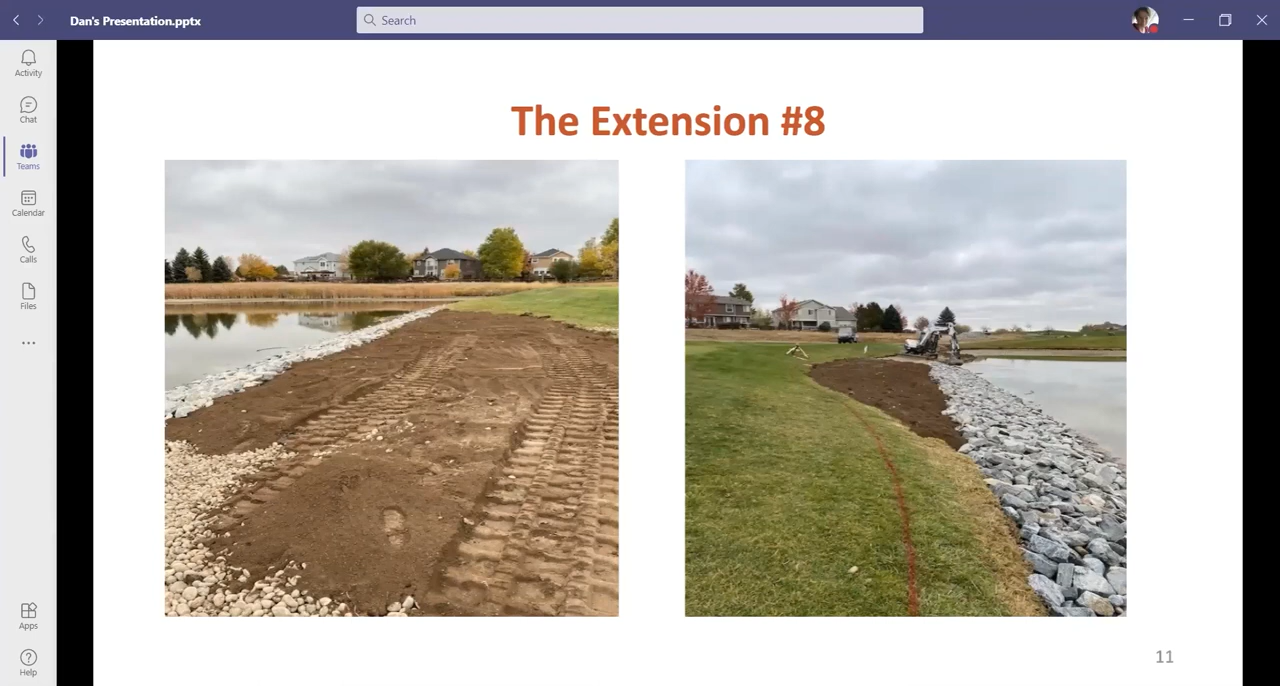 Dan's Presentation.pptx
Search
Activity
Chat
Teams
Calendar
Calls
Files
Apps
Help
The Extension #8
11